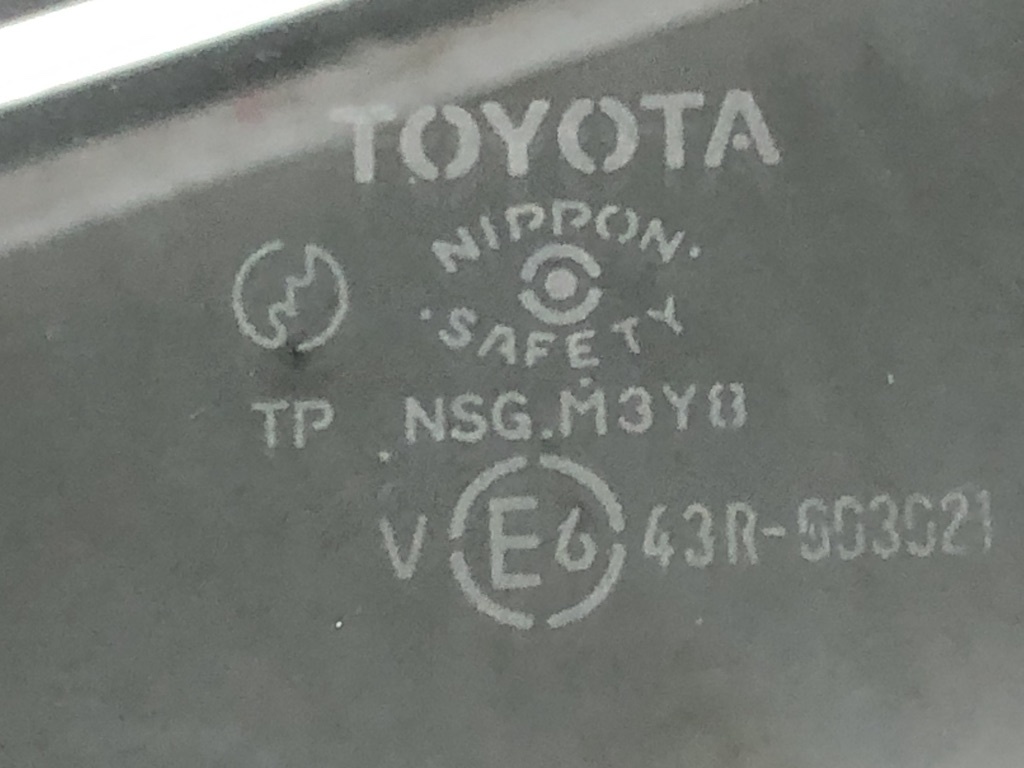 TOYOTA
NIPPON
SAFETY
TP NSG.M3Y8
V E6 43R-003021